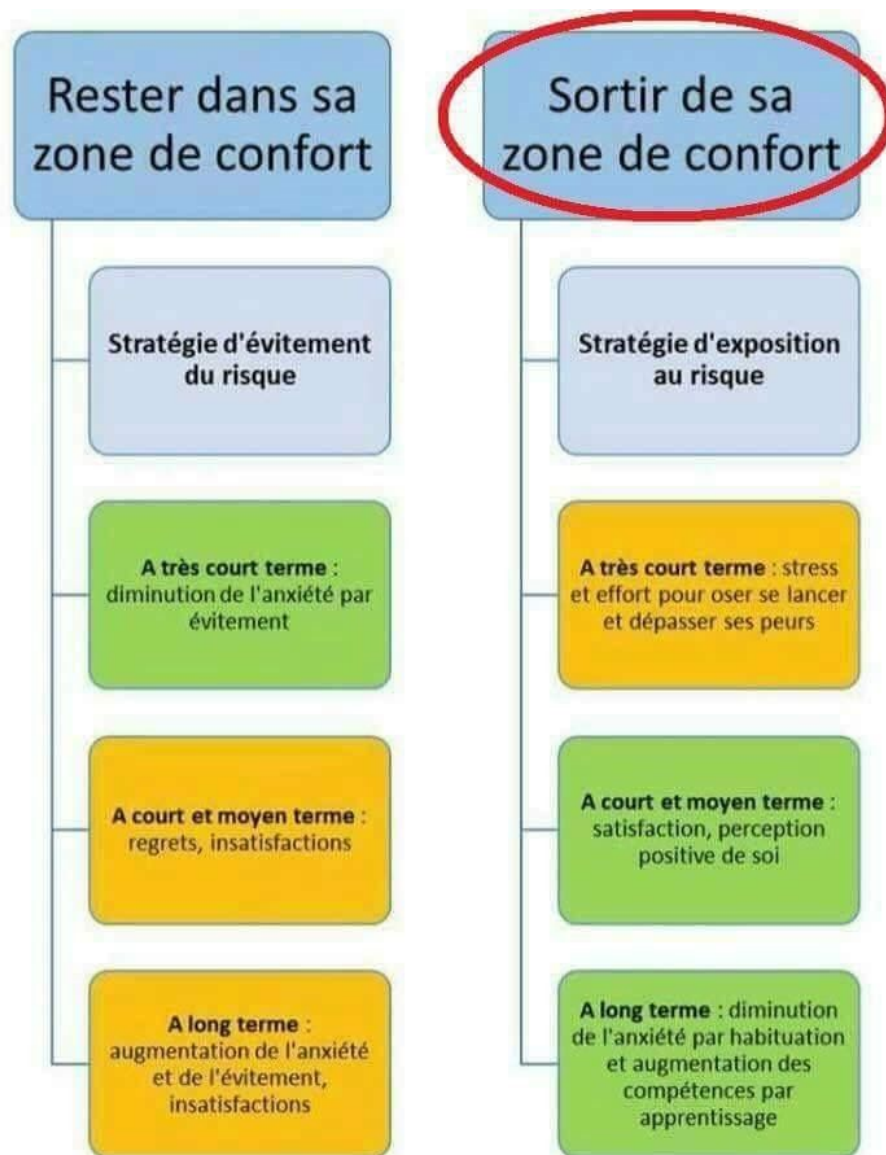 Rester dans sa
zone de confort
Stratégie d'évitement
du risque
A très court terme :
diminution de l'anxiété par
évitement
A court et moyen terme :
regrets, insatisfactions
A long terme :
augmentation de l'anxiété
et de l'évitement,
insatisfactions
Sortir de sa
zone de confort
Stratégie d'exposition
au risque
A très court terme : stress
et effort pour oser se lancer
et dépasser ses peurs
A court et moyen terme :
satisfaction, perception
positive de soi
A long terme : diminution
de l'anxiété par habituation
et augmentation des
compétences par
apprentissage